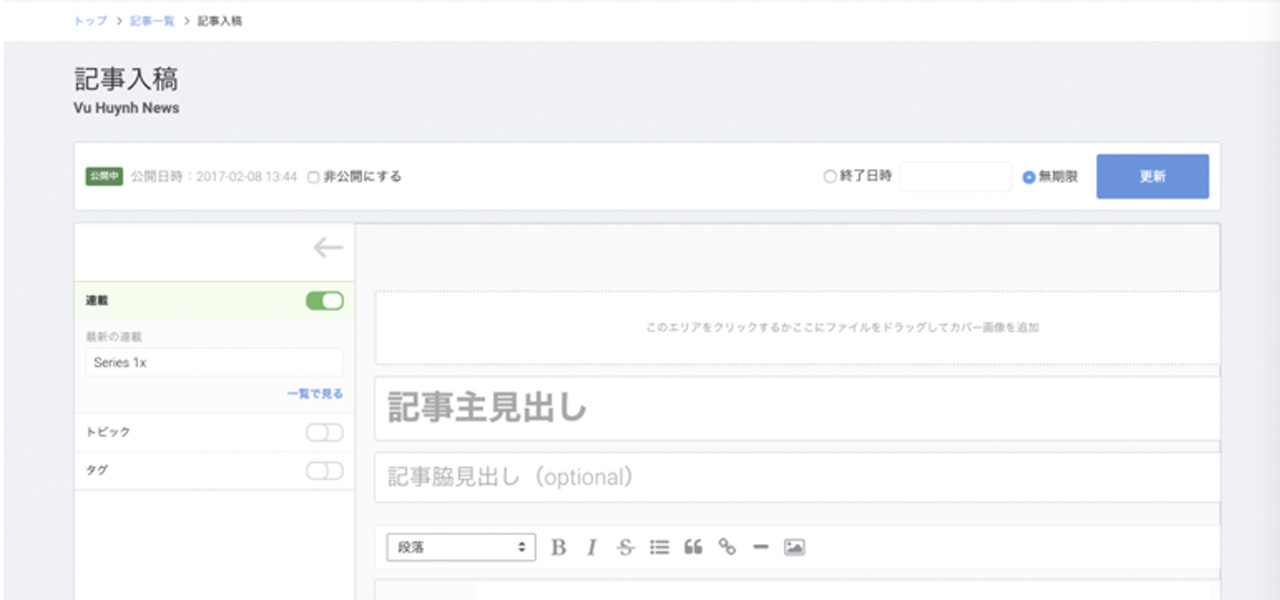 トップ > 記事一覧 > 記事入稿
記事入稿
Vu Huynh News
公開中 公開日時：2017-02-08 13:44 非公開にする 終了日時 無期限 更新
連載
最新の連載
Series 1x
一覧で見る
トピック
タグ
このエリアをクリックするかここにファイルをドラッグしてカバー画像を追加
記事主見出し
記事脇見出し（optional）
段落 B I S